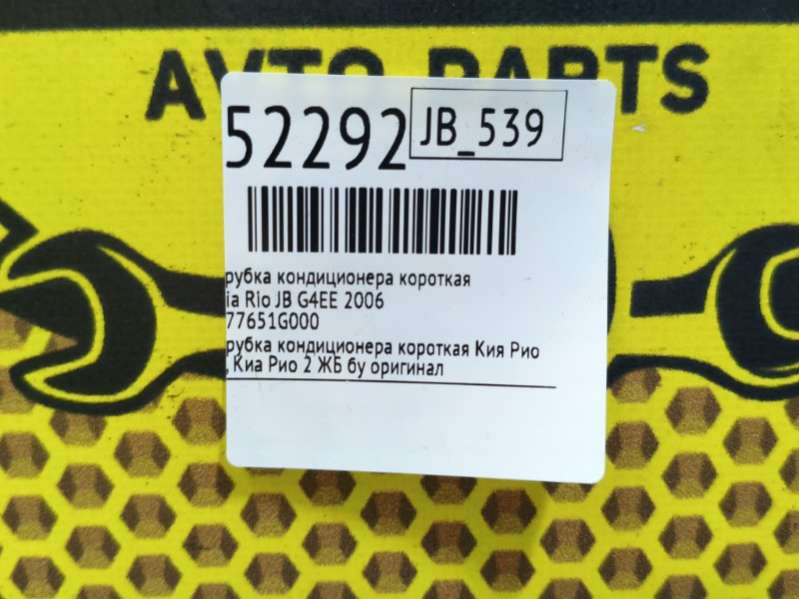 AVTO PARTS
52292
JB_539
рубка кондиционера короткая
ia Rio JB G4EE 2006
77651G000
рубка кондиционера короткая Кия Рио
, Киа Рио 2 ЖБ бу оригинал